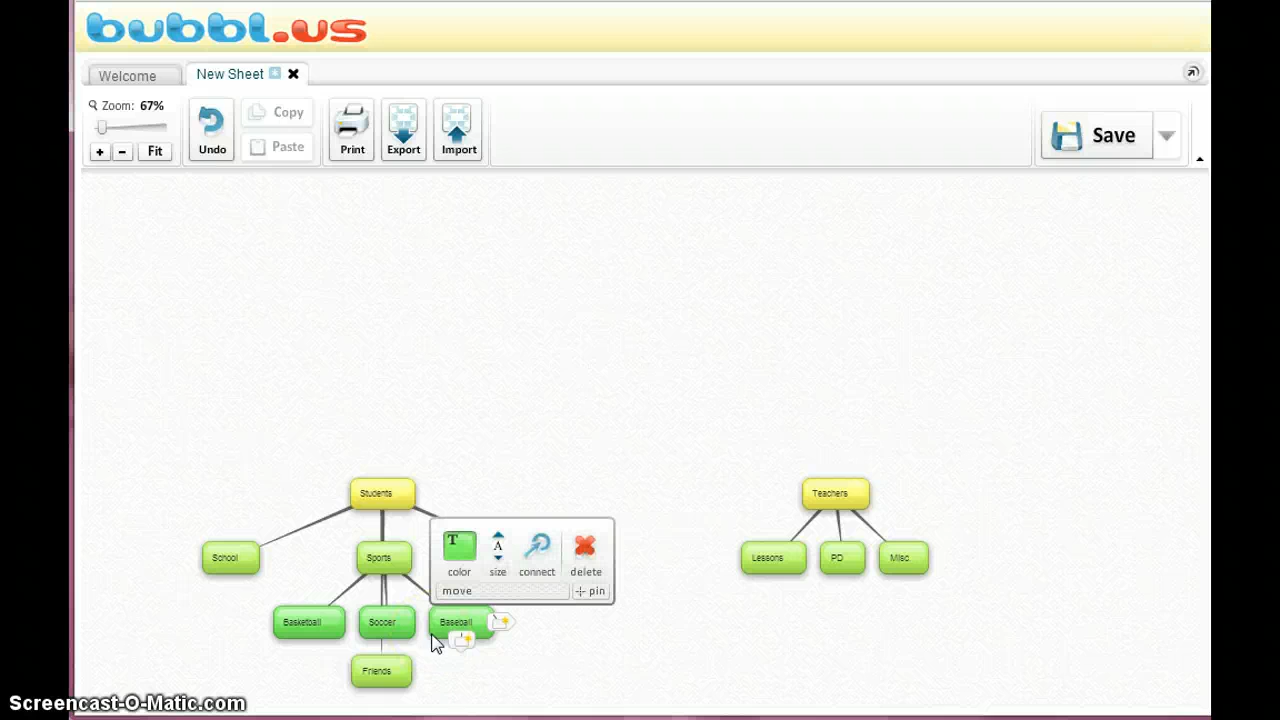 bubbl.us
Welcome
New Sheet
Zoom: 67%
+ - Fit
Undo
Copy
Paste
Print
Export
Import
Save
Students
Teachers
School
Sports
T
A
color size connect delete
move
pin
Lessons
PD
Misc.
Basketball
Soccer
Baseball
Friends
Screencast-O-Matic.com